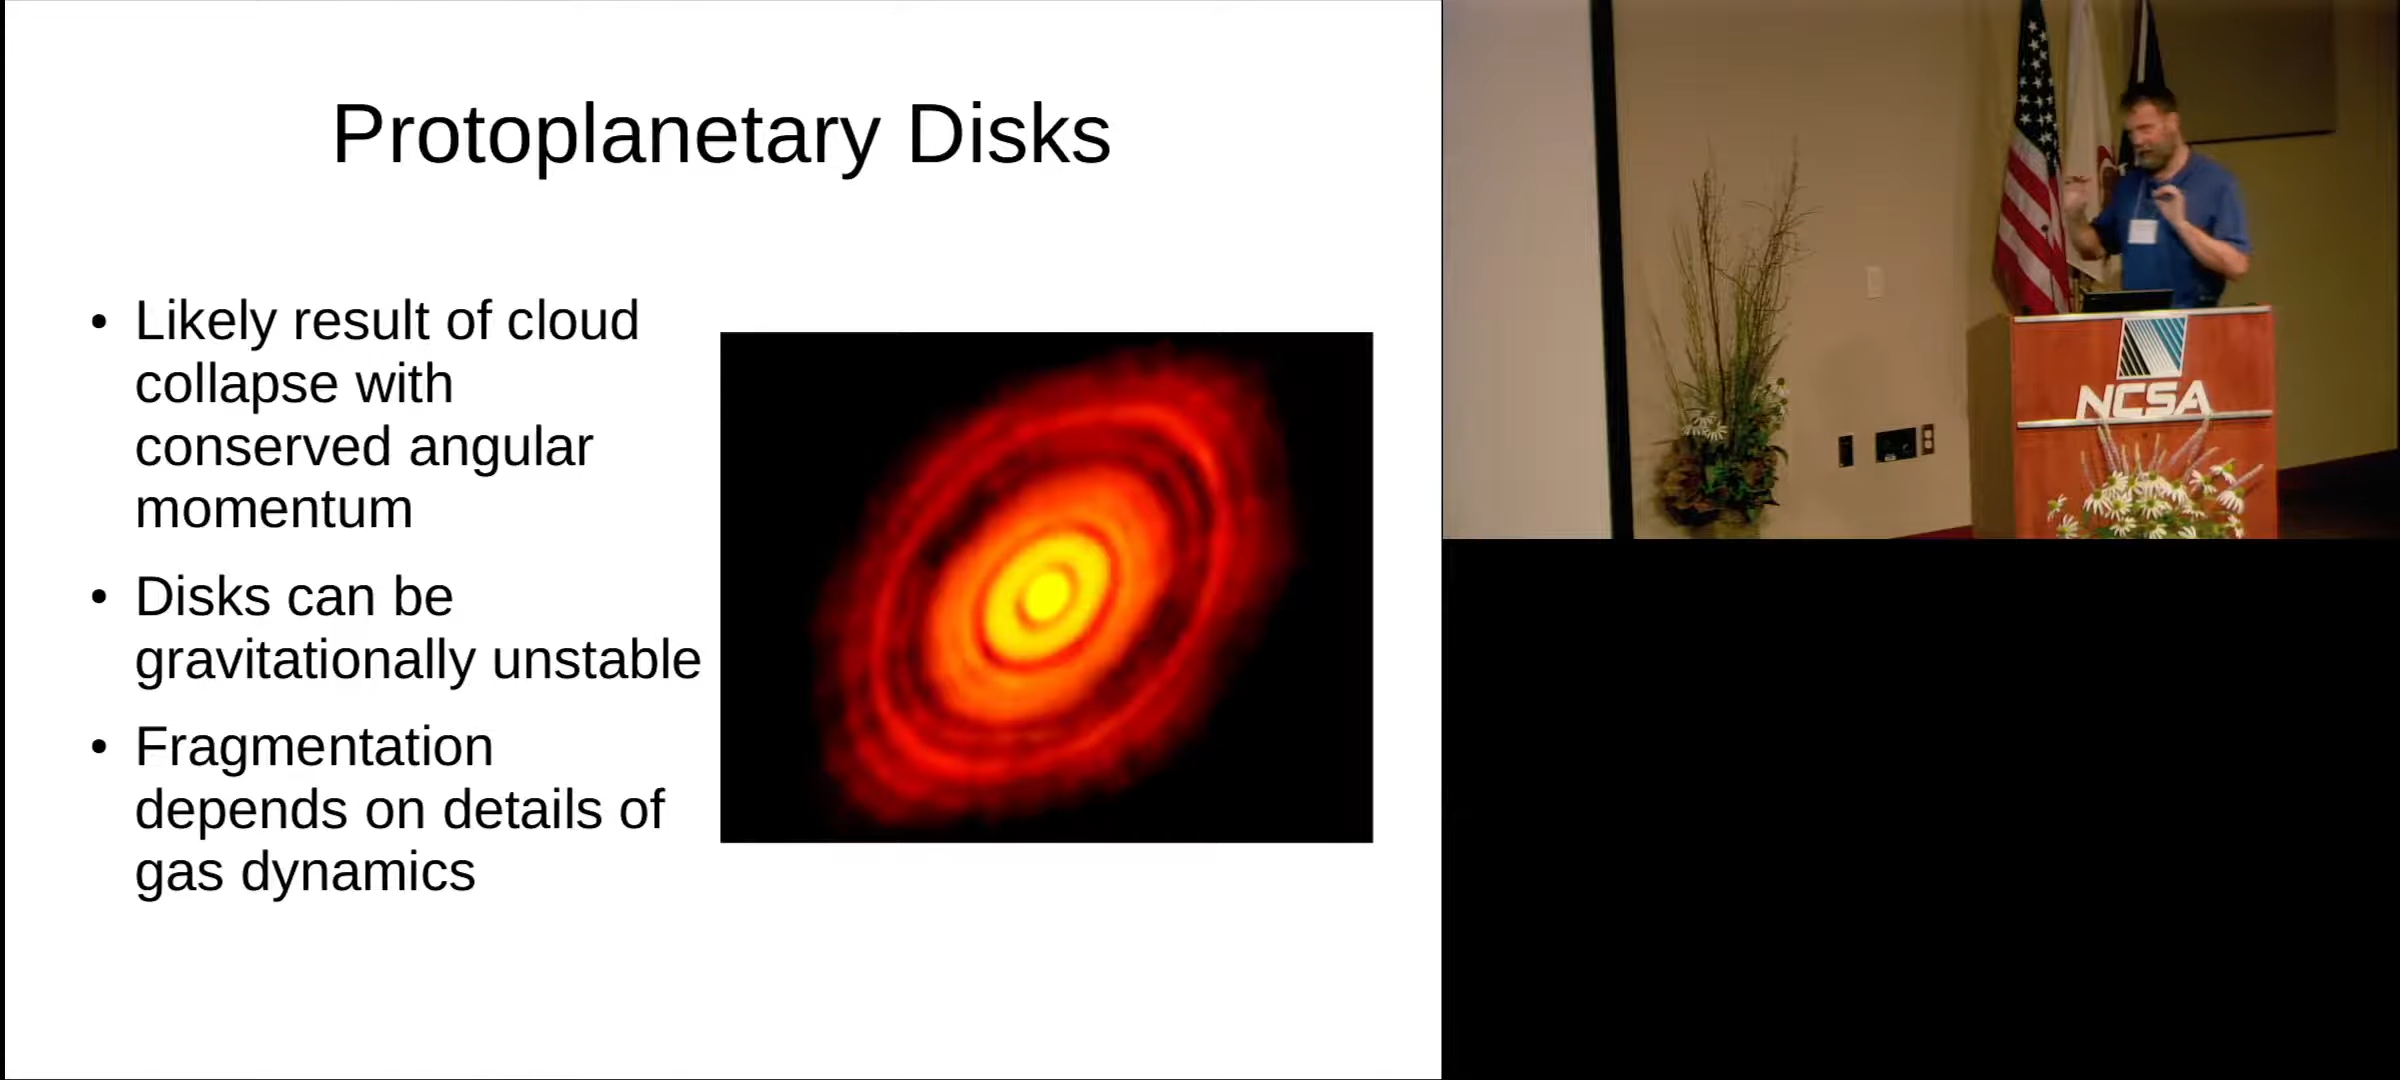 Protoplanetary Disks
• Likely result of cloud
collapse with
conserved angular
momentum
• Disks can be
gravitationally unstable
• Fragmentation
depends on details of
gas dynamics
NCSA